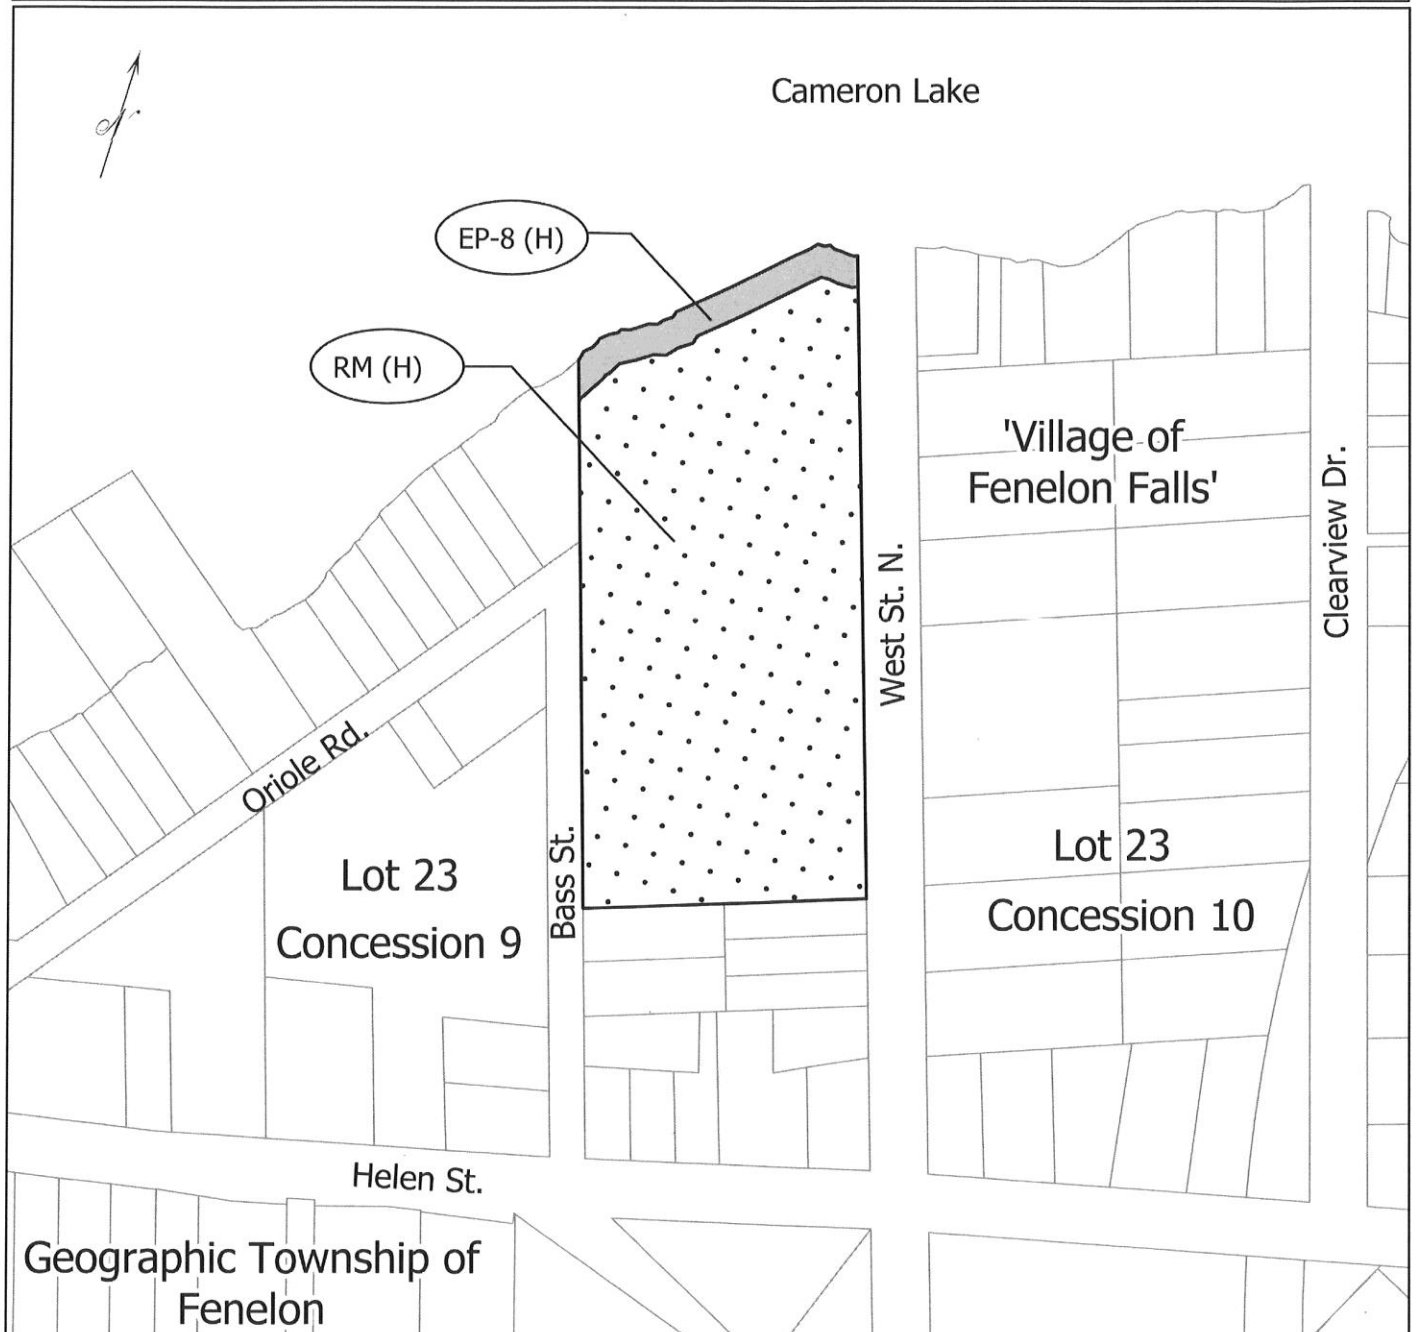 Cameron Lake
EP-8 (H)
RM (H)
'Village of
Fenelon Falls'
Clearview Dr.
West St. N.
Oriole Rd.
Bass St.
Lot 23
Concession 9
Lot 23
Concession 10
Helen St.
Geographic Township of
Fenelon